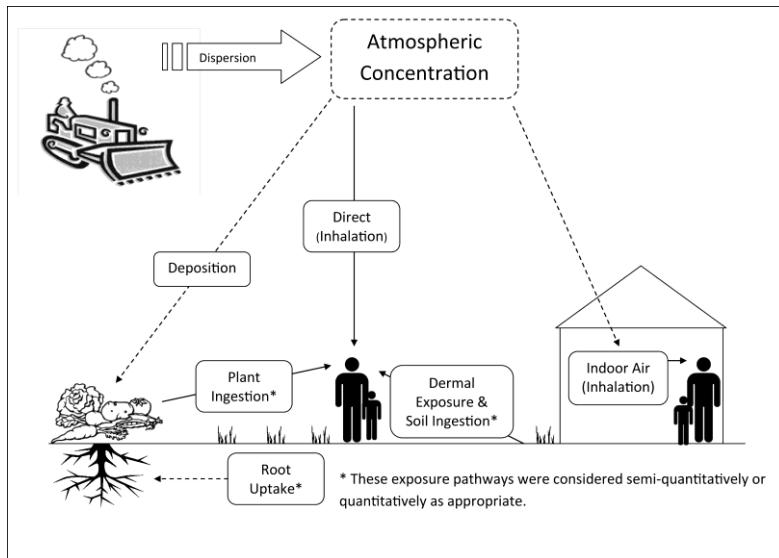 Dispersion
Atmospheric
Concentration
Direct
(Inhalation)
Deposition
Plant
Ingestion*
Dermal
Exposure &
Soil Ingestion*
Indoor Air
(Inhalation)
Root
Uptake*
* These exposure pathways were considered semi-quantitatively or
quantitatively as appropriate.